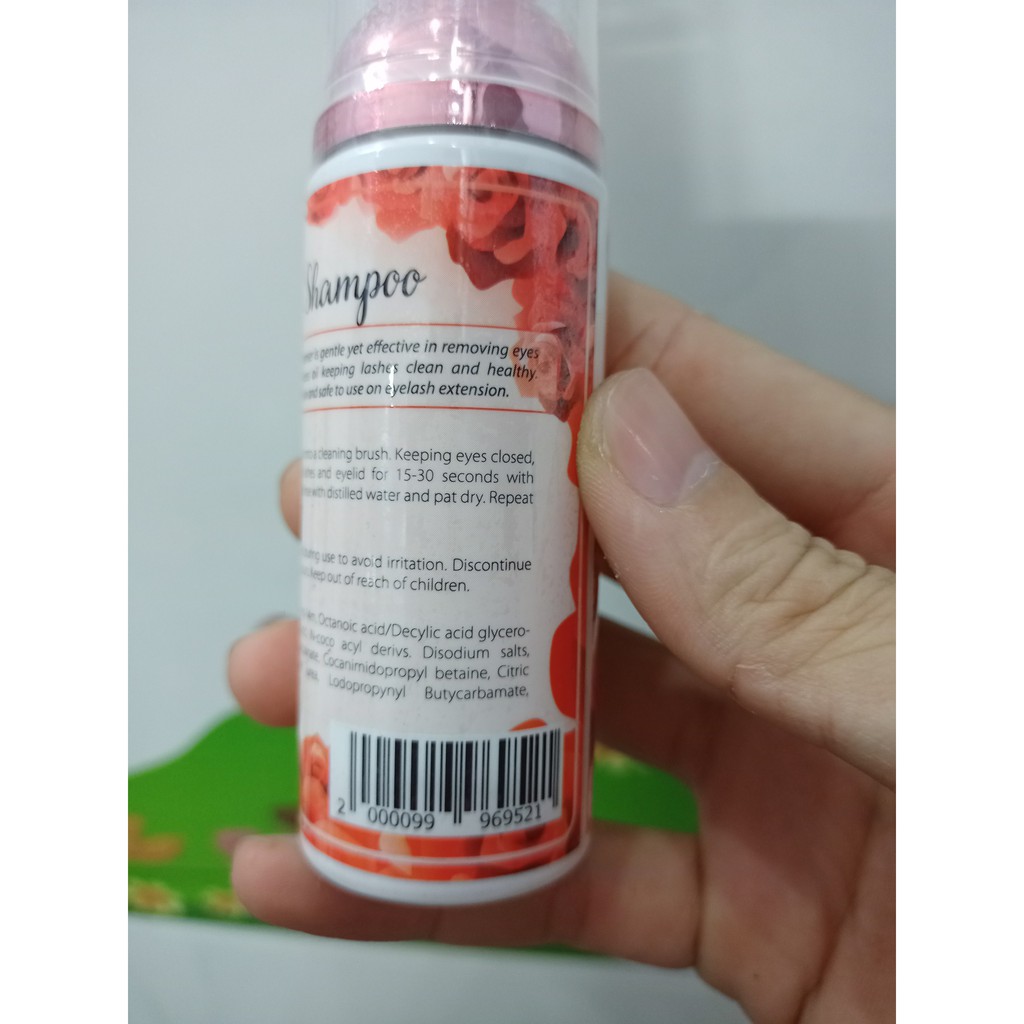 Shampoo
is gentle yet effective in removing eyes
oil keeping lashes clean and healthy.
and safe to use on eyelash extension.
a cleaning brush. Keeping eyes closed,
and eyelid for 15-30 seconds with
with distilled water and pat dry. Repeat
use to avoid irritation. Discontinue
Keep out of reach of children.
Octanoic acid/Decylic acid glycero-
acyl derivs. Disodium salts,
Cocanimidopropyl betaine, Citric
Lodopropynyl Butycarbamate,
2 000099 969521